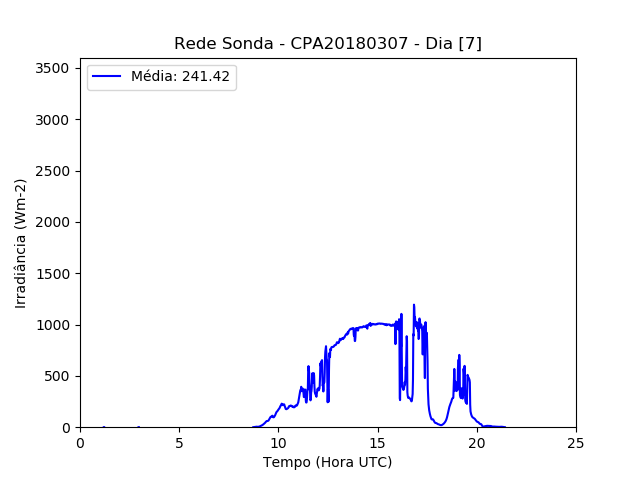 Rede Sonda - CPA20180307 - Dia [7]
Média: 241.42
3500
3000
2500
2000
1500
1000
500
0
Irradiância (Wm-2)
0 5 10 15 20 25
Tempo (Hora UTC)